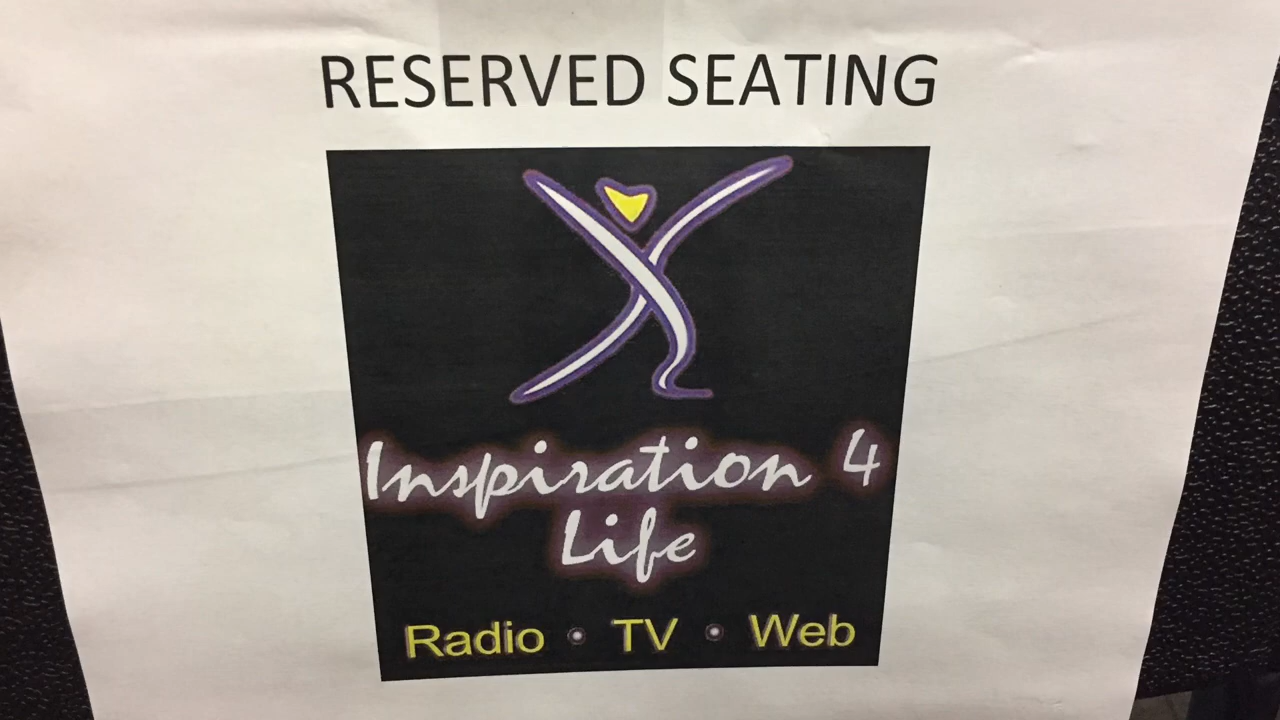 RESERVED SEATING
Inspiration 4
Life
Radio • TV • Web